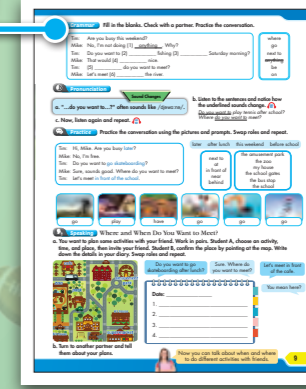 Grammar Fill in the blanks. Check with a partner. Practice the conversation.
Tim: Are you busy this weekend?
Mike: No, I'm not doing (1) anything. Why?
Tim: Do you want to (2) ______ fishing (3) ______ Saturday morning?
Mike: That would (4) ______ nice.
Tim: (5) ______ do you want to meet?
Mike: Let's meet (6) ______ the river.
where
go
next to
anything
be
on
Pronunciation
Sound Changes
a. "...do you want to...?" often sounds like
b. Listen to the sentences and notice how
the underlined sound changes.
Do you want to play tennis after school?
Where do you want to meet?
c. Now, listen again and repeat.
Practice Practice the conversation using the pictures and prompts. Swap roles and repeat.
Tim: Hi, Mike. Are you busy later?
Mike: No, I'm free.
Tim: Do you want to go skateboarding?
Mike: Sure, sounds good. Where do you want to meet?
Tim: Let's meet in front of the school.
later after lunch this weekend before school
next to
at
in front of
near
behind
the amusement park
the zoo
my house
the school gates
the bus stop
the school
go play have go go go
Speaking Where and When Do You Want to Meet?
a. You want to plan some activities with your friend. Work in pairs. Student A, choose an activity,
time, and place, then invite your friend. Student B, confirm the place by pointing at the map. Write
down the details in your diary. Swap roles and repeat.
Do you want to go
skateboarding after lunch?
Sure. Where do
you want to meet?
Let's meet in front
of the cafe.
You mean here?
Date:
1.
2.
3.
4.
b. Turn to another partner and tell
them about your plans.
Now you can talk about when and where
to do different activities with friends.
9